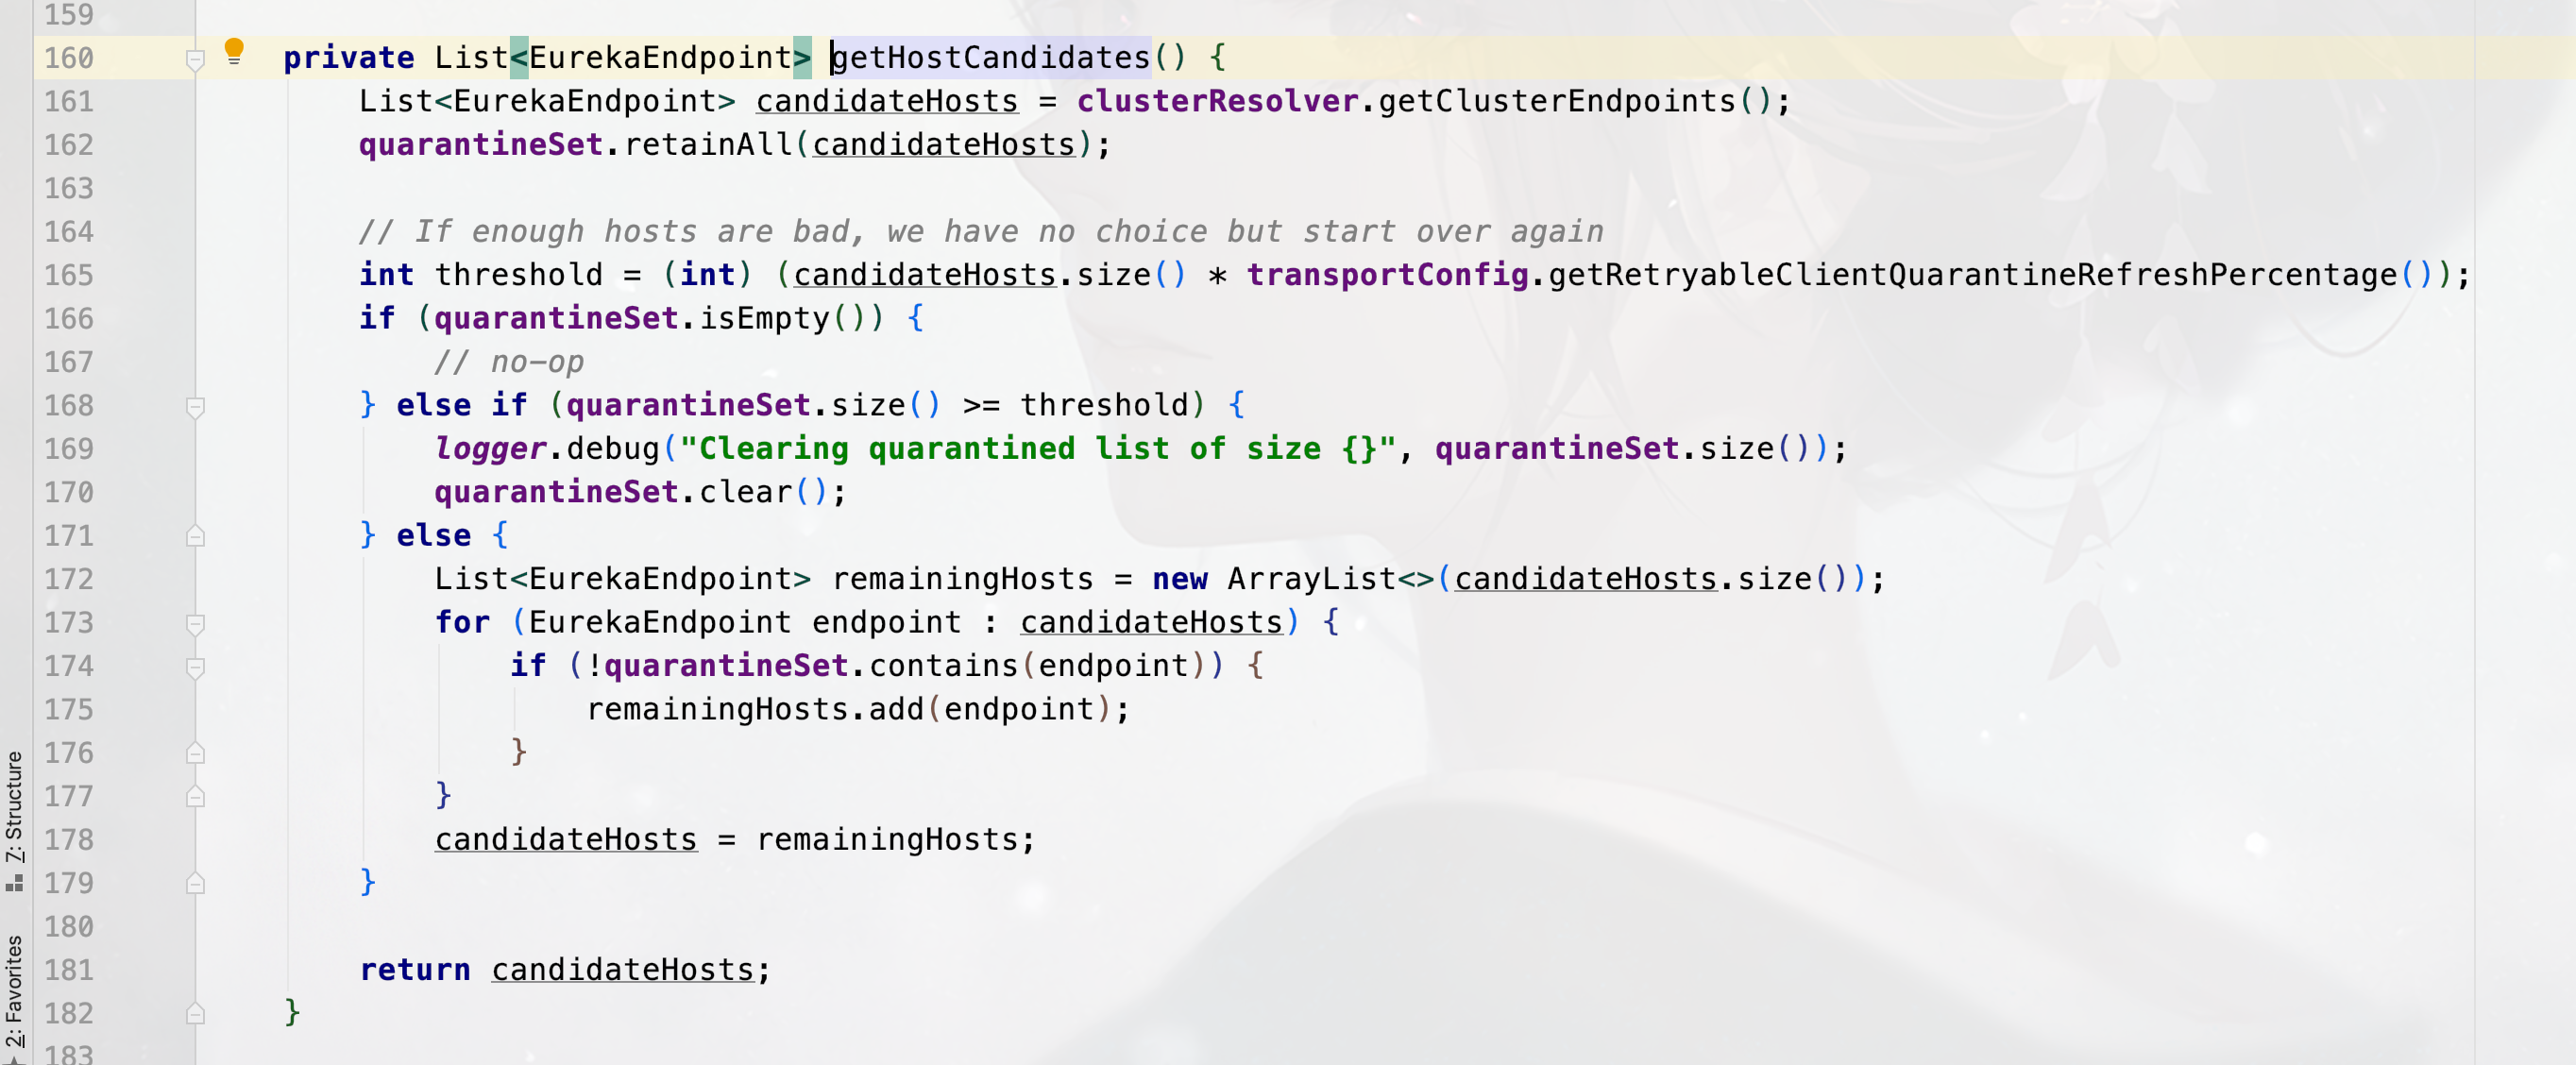 159
160 private List<EurekaEndpoint> getHostCandidates() {
161 List<EurekaEndpoint> candidateHosts = clusterResolver.getClusterEndpoints();
162 quarantineSet.retainAll(candidateHosts);
163
164 // If enough hosts are bad, we have no choice but start over again
165 int threshold = (int) (candidateHosts.size() * transportConfig.getRetryableClientQuarantineRefreshPercentage());
166 if (quarantineSet.isEmpty()) {
167 // no-op
168 } else if (quarantineSet.size() >= threshold) {
169 logger.debug("Clearing quarantined list of size {}", quarantineSet.size());
170 quarantineSet.clear();
171 } else {
172 List<EurekaEndpoint> remainingHosts = new ArrayList<>(candidateHosts.size());
173 for (EurekaEndpoint endpoint : candidateHosts) {
174 if (!quarantineSet.contains(endpoint)) {
175 remainingHosts.add(endpoint);
176 }
177 }
178 candidateHosts = remainingHosts;
179 }
180
181 return candidateHosts;
182 }
183
7: Structure
2: Favorites